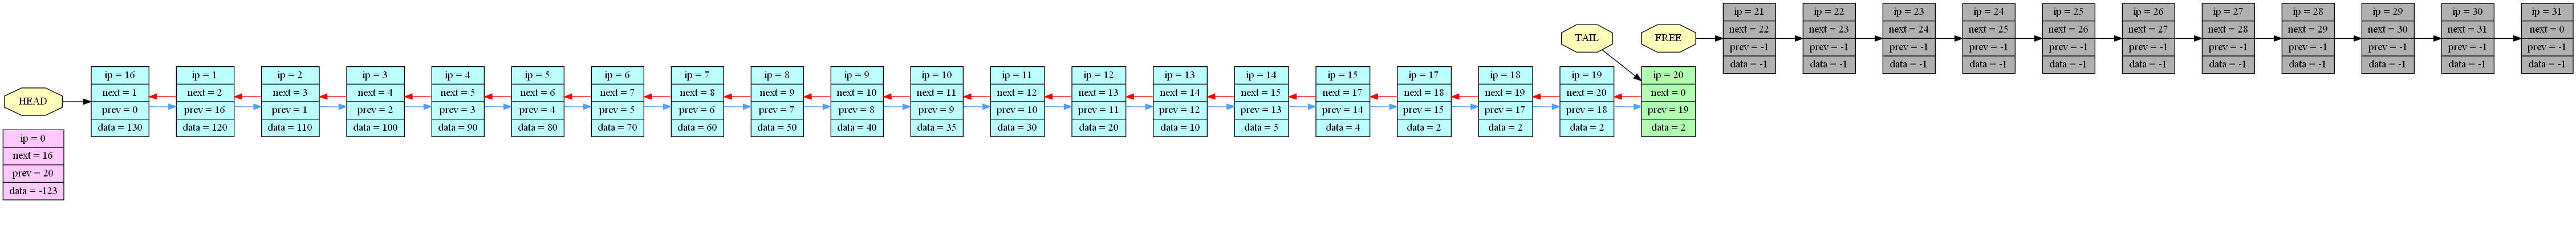 HEAD
ip = 0
next = 16
prev = 20
data = -123
ip = 16
next = 1
prev = 0
data = 130
ip = 1
next = 2
prev = 16
data = 120
ip = 2
next = 3
prev = 1
data = 110
ip = 3
next = 4
prev = 2
data = 100
ip = 4
next = 5
prev = 3
data = 90
ip = 5
next = 6
prev = 4
data = 80
ip = 6
next = 7
prev = 5
data = 70
ip = 7
next = 8
prev = 6
data = 60
ip = 8
next = 9
prev = 7
data = 50
ip = 9
next = 10
prev = 8
data = 40
ip = 10
next = 11
prev = 9
data = 35
ip = 11
next = 12
prev = 10
data = 30
ip = 12
next = 13
prev = 11
data = 20
ip = 13
next = 14
prev = 12
data = 10
ip = 14
next = 15
prev = 13
data = 5
ip = 15
next = 17
prev = 14
data = 4
ip = 17
next = 18
prev = 15
data = 2
ip = 18
next = 19
prev = 17
data = 2
ip = 19
next = 20
prev = 18
data = 2
TAIL
ip = 20
next = 0
prev = 19
data = 2
FREE
ip = 21
next = 22
prev = -1
data = -1
ip = 22
next = 23
prev = -1
data = -1
ip = 23
next = 24
prev = -1
data = -1
ip = 24
next = 25
prev = -1
data = -1
ip = 25
next = 26
prev = -1
data = -1
ip = 26
next = 27
prev = -1
data = -1
ip = 27
next = 28
prev = -1
data = -1
ip = 28
next = 29
prev = -1
data = -1
ip = 29
next = 30
prev = -1
data = -1
ip = 30
next = 31
prev = -1
data = -1
ip = 31
next = 0
prev = -1
data = -1